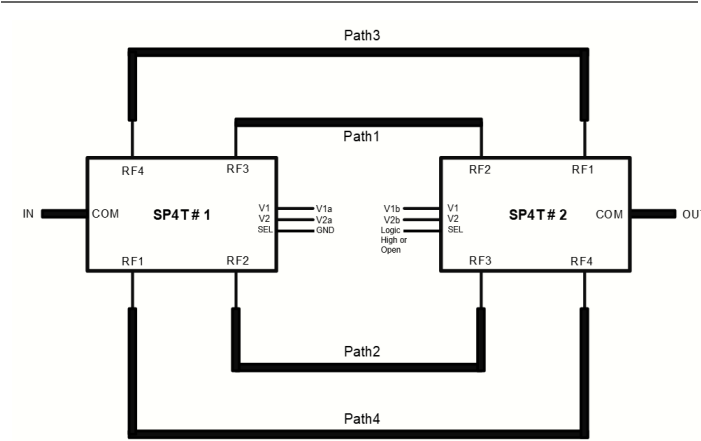 Path3
Path1
RF4
RF3
RF2
RF1
IN
COM
SP4T # 1
V1
V2
SEL
V1a
V2a
GND
V1b
V2b
Logic
High or
Open
V1
V2
SEL
SP4T # 2
COM
OUT
RF1
RF2
RF3
RF4
Path2
Path4